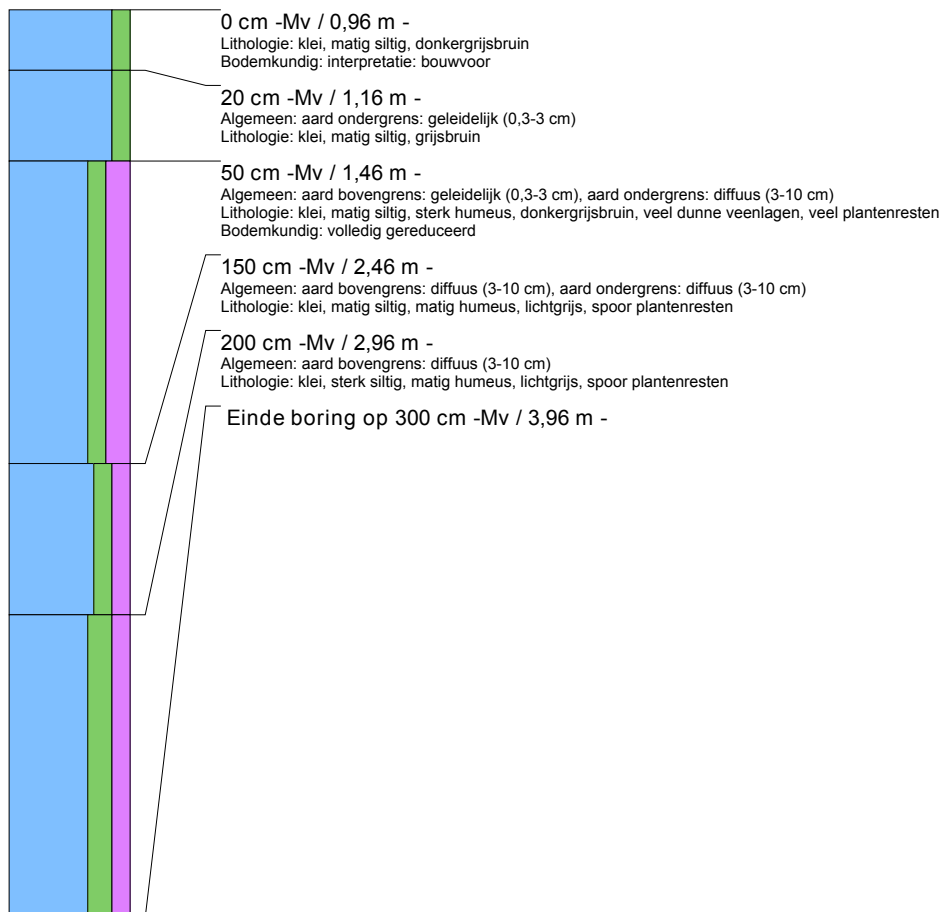 0 cm -Mv / 0,96 m -
Lithologie: klei, matig siltig, donkergrijsbruin
Bodemkundig: interpretatie: bouwvoor
20 cm -Mv / 1,16 m -
Algemeen: aard ondergrens: geleidelijk (0,3-3 cm)
Lithologie: klei, matig siltig, grijsbruin
50 cm -Mv / 1,46 m -
Algemeen: aard bovengrens: geleidelijk (0,3-3 cm), aard ondergrens: diffuus (3-10 cm)
Lithologie: klei, matig siltig, sterk humeus, donkergrijsbruin, veel dunne veenlagen, veel plantenresten
Bodemkundig: volledig gereduceerd
150 cm -Mv / 2,46 m -
Algemeen: aard bovengrens: diffuus (3-10 cm), aard ondergrens: diffuus (3-10 cm)
Lithologie: klei, matig siltig, matig humeus, lichtgrijs, spoor plantenresten
200 cm -Mv / 2,96 m -
Algemeen: aard bovengrens: diffuus (3-10 cm)
Lithologie: klei, sterk siltig, matig humeus, lichtgrijs, spoor plantenresten
Einde boring op 300 cm -Mv / 3,96 m -